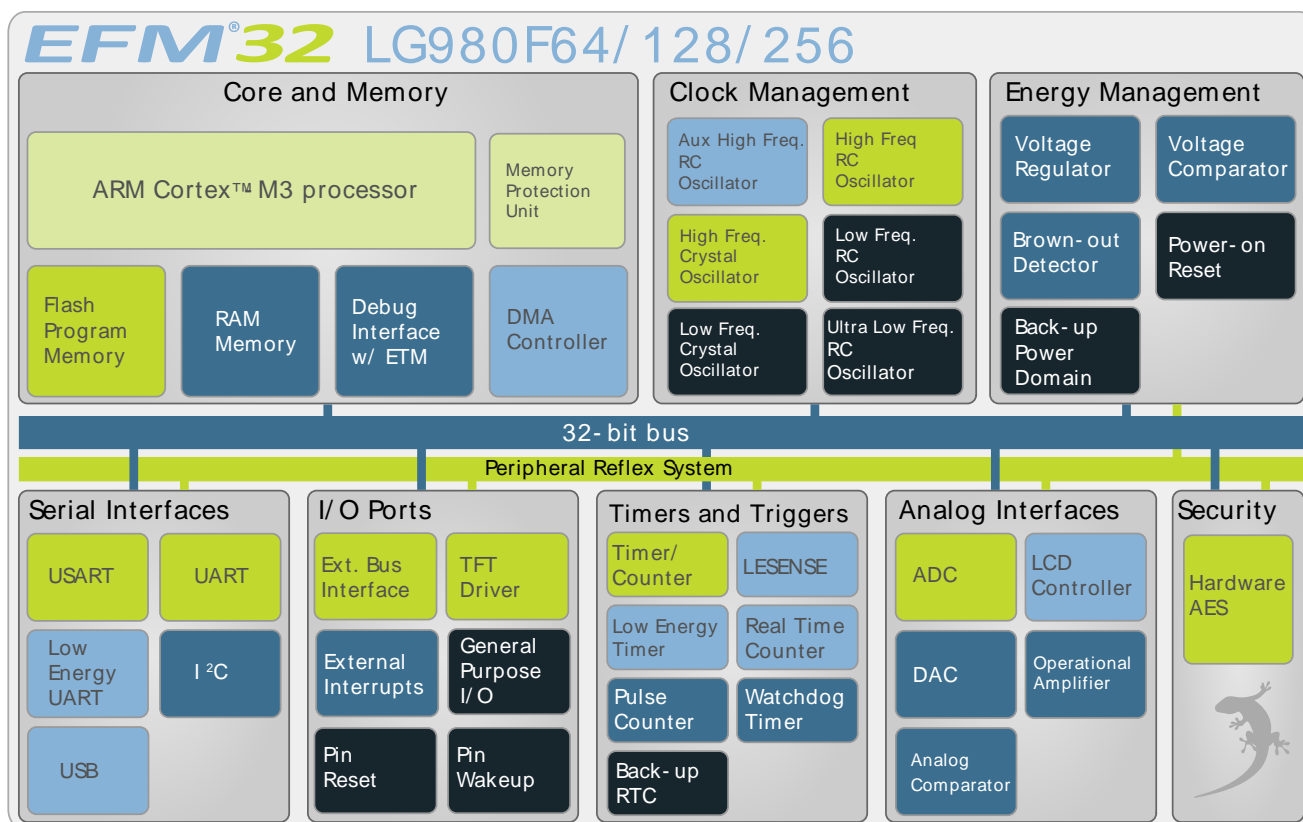 EFM®32 LG980F64/128/256
Core and Memory
ARM Cortex™ M3 processor
Memory
Protection
Unit
Flash
Program
Memory
RAM
Memory
Debug
Interface
w/ ETM
DMA
Controller
Clock Management
Aux High Freq.
RC
Oscillator
High Freq
RC
Oscillator
High Freq.
Crystal
Oscillator
Low Freq.
RC
Oscillator
Low Freq.
Crystal
Oscillator
Ultra Low Freq.
RC
Oscillator
Energy Management
Voltage
Regulator
Voltage
Comparator
Brown-out
Detector
Power-on
Reset
Back-up
Power
Domain
32-bit bus
Peripheral Reflex System
Serial Interfaces
USART
UART
Low
Energy
UART
I²C
USB
I/O Ports
Ext. Bus
Interface
TFT
Driver
External
Interrupts
General
Purpose
I/O
Pin
Reset
Pin
Wakeup
Timers and Triggers
Timer/
Counter
LESENSE
Low Energy
Timer
Real Time
Counter
Pulse
Counter
Watchdog
Timer
Back-up
RTC
Analog Interfaces
ADC
LCD
Controller
DAC
Operational
Amplifier
Analog
Comparator
Security
Hardware
AES